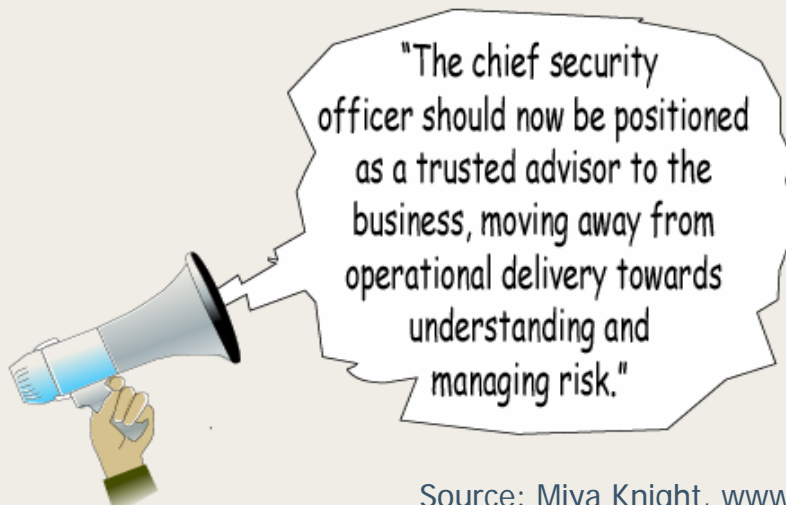 "The chief security
officer should now be positioned
as a trusted advisor to the
business, moving away from
operational delivery towards
understanding and
managing risk."
Source: Miya Knight, www